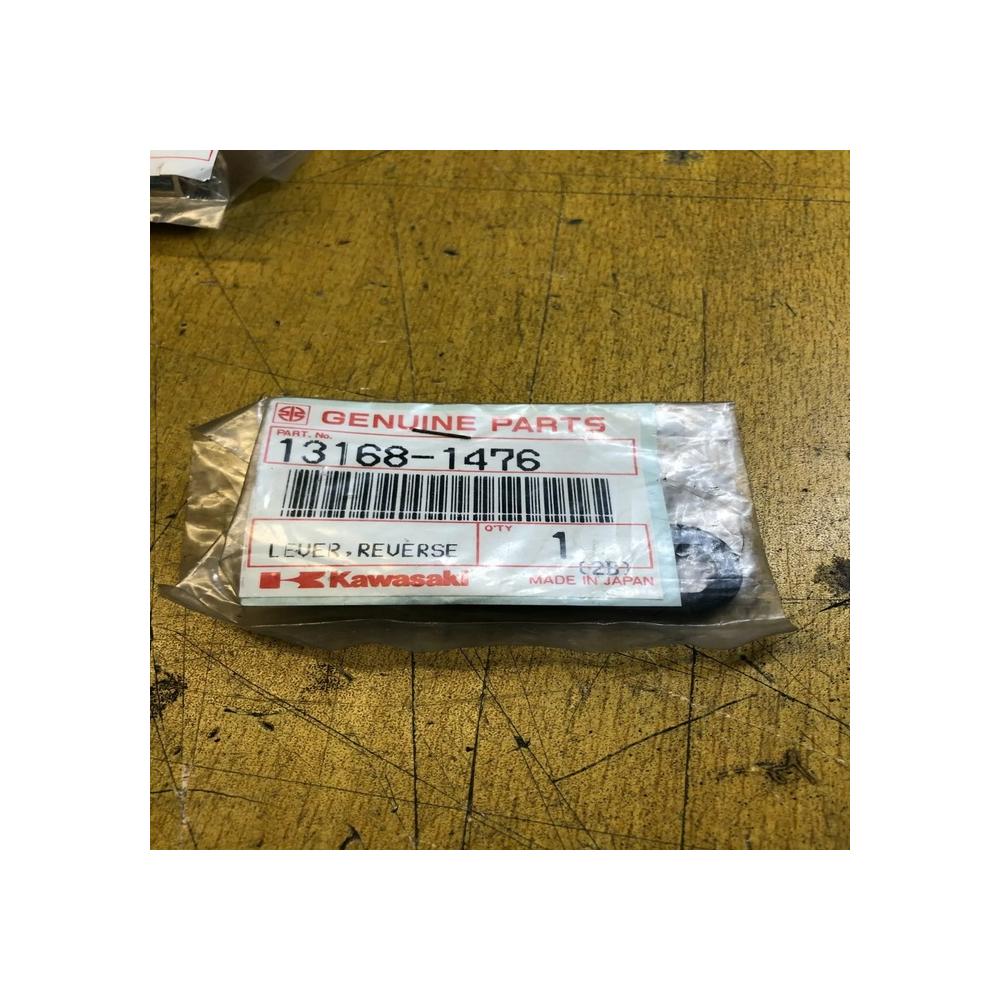 GENUINE PARTS
PART. No.
13168-1476
Q'TY
LEVER,REVERSE 1
(2B)
Kawasaki MADE IN JAPAN